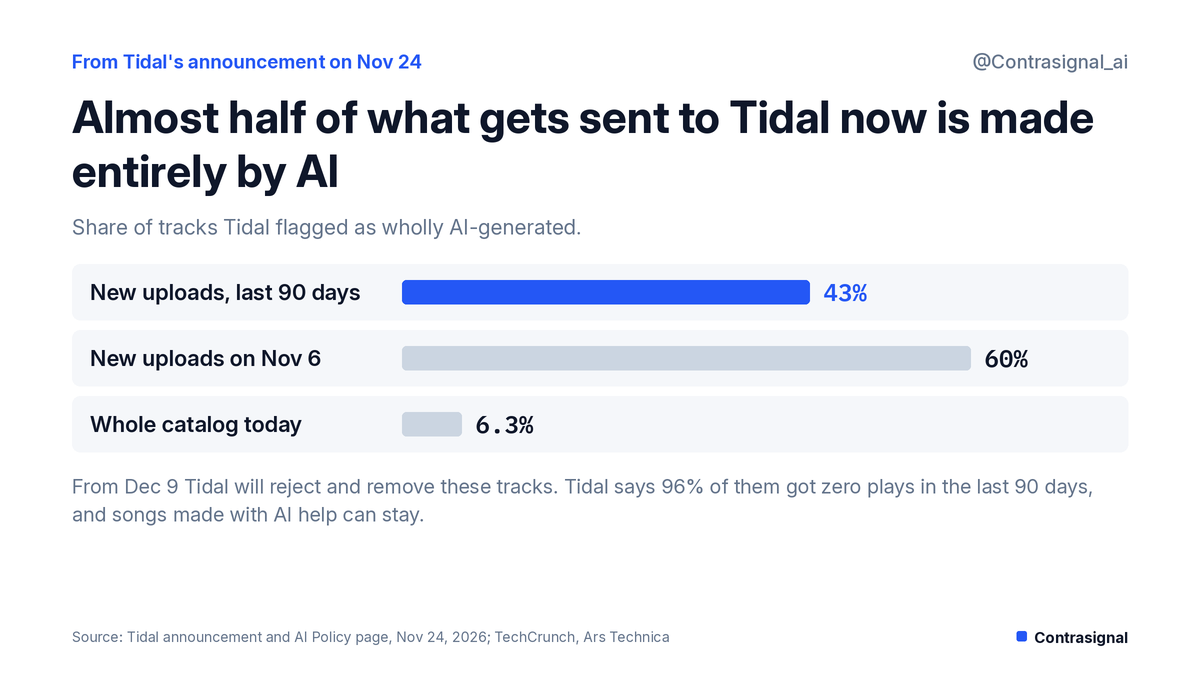 From Tidal's announcement on Nov 24
@Contrasignal_ai
Almost half of what gets sent to Tidal now is made
entirely by AI
Share of tracks Tidal flagged as wholly AI-generated.
New uploads, last 90 days 43%
New uploads on Nov 6 60%
Whole catalog today 6.3%
From Dec 9 Tidal will reject and remove these tracks. Tidal says 96% of them got zero plays in the last 90 days,
and songs made with AI help can stay.
Source: Tidal announcement and AI Policy page, Nov 24, 2026; TechCrunch, Ars Technica
Contrasignal